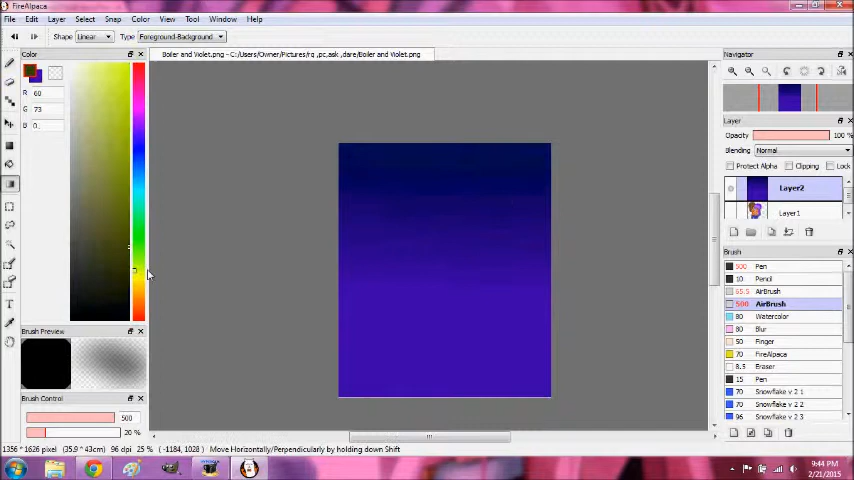 FireAlpaca
File Edit Layer Select Snap Color View Tool Window Help
Shape: Linear Type Foreground-Background
Color
Boiler and Violet.png - C:/Users/Owner/Pictures/rq ,pc,ask ,dare/Boiler and Violet.png
Navigator
R 60
G 73
B 0
Layer
Opacity 100 %
Blending Normal
Protect Alpha Clipping Lock
Layer2
Layer1
Brush
500 Pen
10 Pencil
65.5 AirBrush
500 AirBrush
80 Watercolor
80 Blur
50 Finger
70 FireAlpaca
8.5 Eraser
15 Pen
70 Snowflake v 2 1
70 Snowflake v 2 2
96 Snowflake v 2 3
Brush Preview
Brush Control
500
20 %
1356 * 1626 pixel (35.9 * 43cm) 96 dpi 25 % (-1184, 1028) Move Horizontally/Perpendicularly by holding down Shift
9:44 PM
2/21/2015